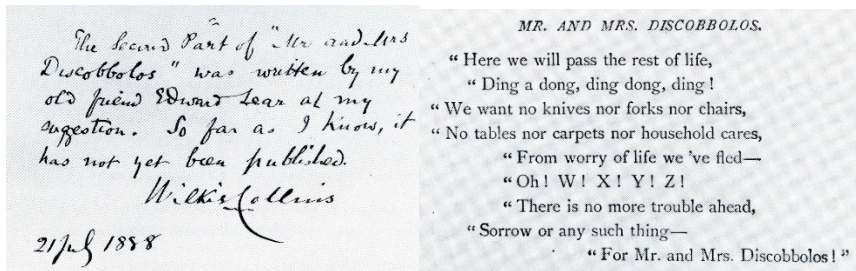 The Second Part of "Mr and Mrs
Discobbolos" was written by my
old friend Edward Lear at my
sugestion. So far as I know, it
has not yet been published.
Wilkie Collins
21 July 1888
MR. AND MRS. DISCOBBOLOS.
“Here we will pass the rest of life,
“Ding a dong, ding dong, ding!
“We want no knives nor forks nor chairs,
“No tables nor carpets nor household cares,
“From worry of life we 've fled—
“Oh! W! X! Y! Z!
“There is no more trouble ahead,
“Sorrow or any such thing—
“For Mr. and Mrs. Discobbolos!”